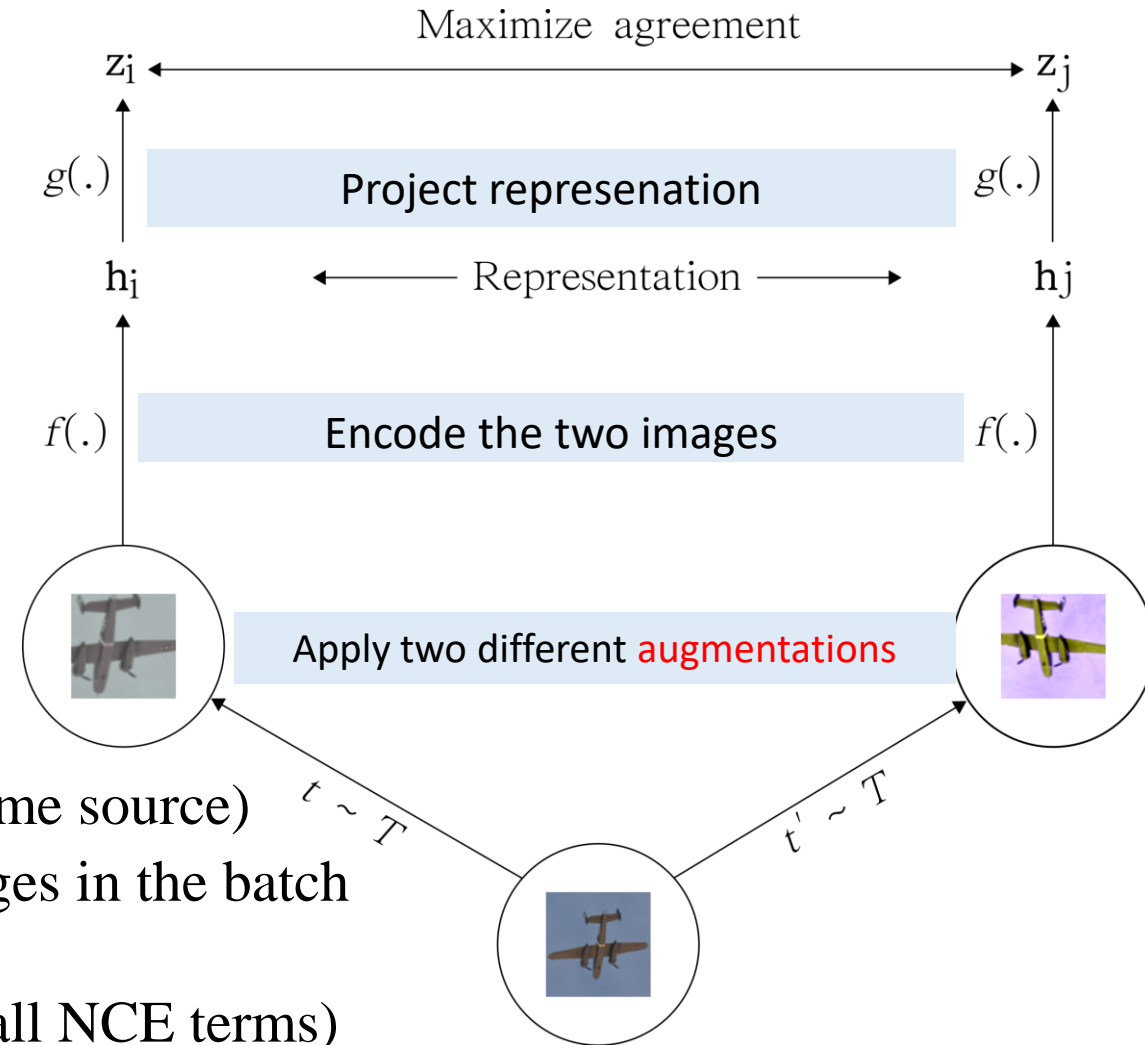 Maximize agreement
zi zj
g(.) Project represenation g(.)
hi Representation hj
f(.) Encode the two images f(.)
Apply two different augmentations
t ~ T t' ~ T
me source)
ges in the batch
all NCE terms)